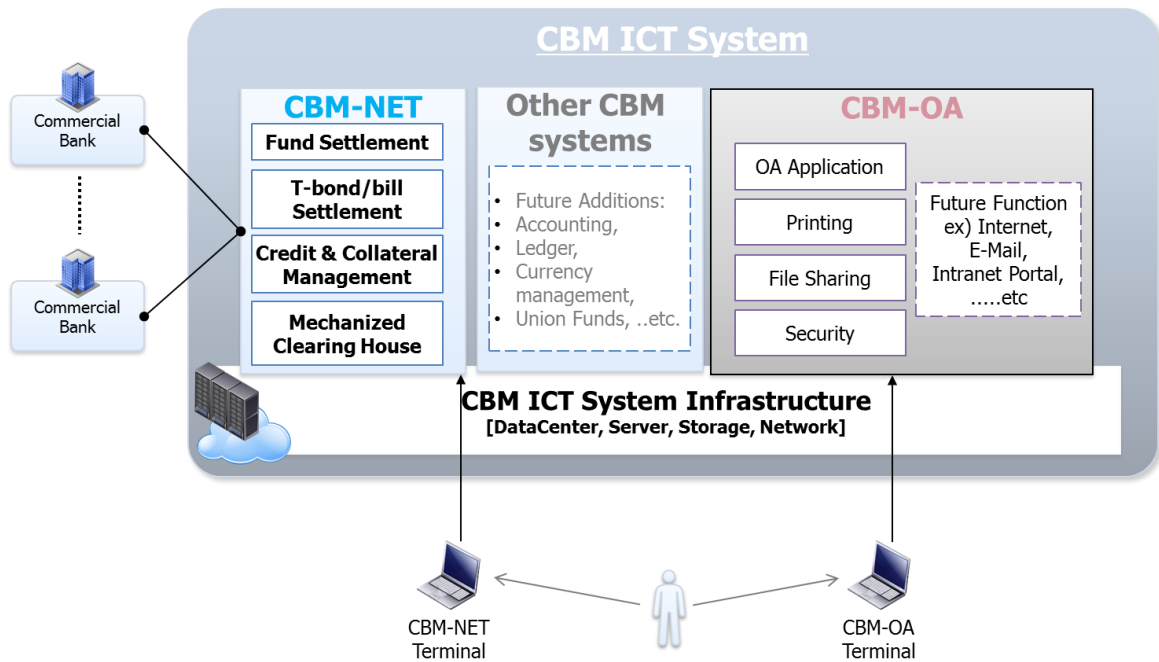 CBM ICT System
Commercial
Bank
Commercial
Bank
CBM-NET
Fund Settlement
T-bond/bill
Settlement
Credit & Collateral
Management
Mechanized
Clearing House
Other CBM
systems
• Future Additions:
• Accounting,
• Ledger,
• Currency
management,
• Union Funds, ..etc.
CBM-OA
OA Application
Printing
File Sharing
Security
Future Function
ex) Internet,
E-Mail,
Intranet Portal,
.....etc
CBM ICT System Infrastructure
[DataCenter, Server, Storage, Network]
CBM-NET
Terminal
CBM-OA
Terminal